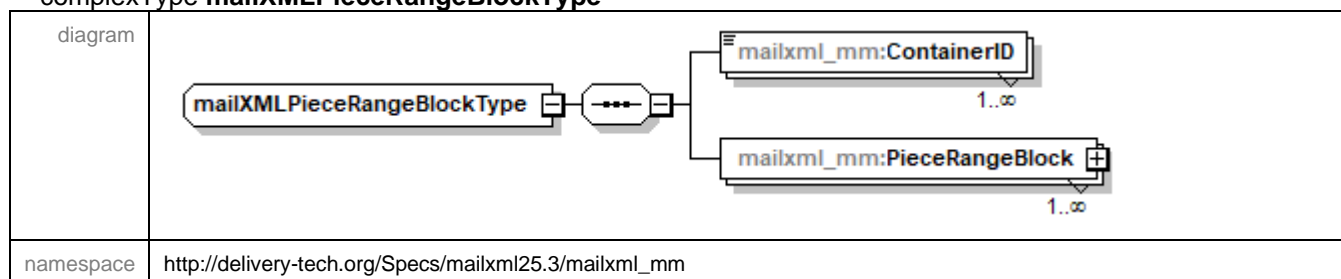 complexType mailXMLPieceRangeBlockType
diagram
mailxml_mm:ContainerID
1..∞
mailXMLPieceRangeBlockType
mailxml_mm:PieceRangeBlock
1..∞
namespace http://delivery-tech.org/Specs/mailxml25.3/mailxml_mm